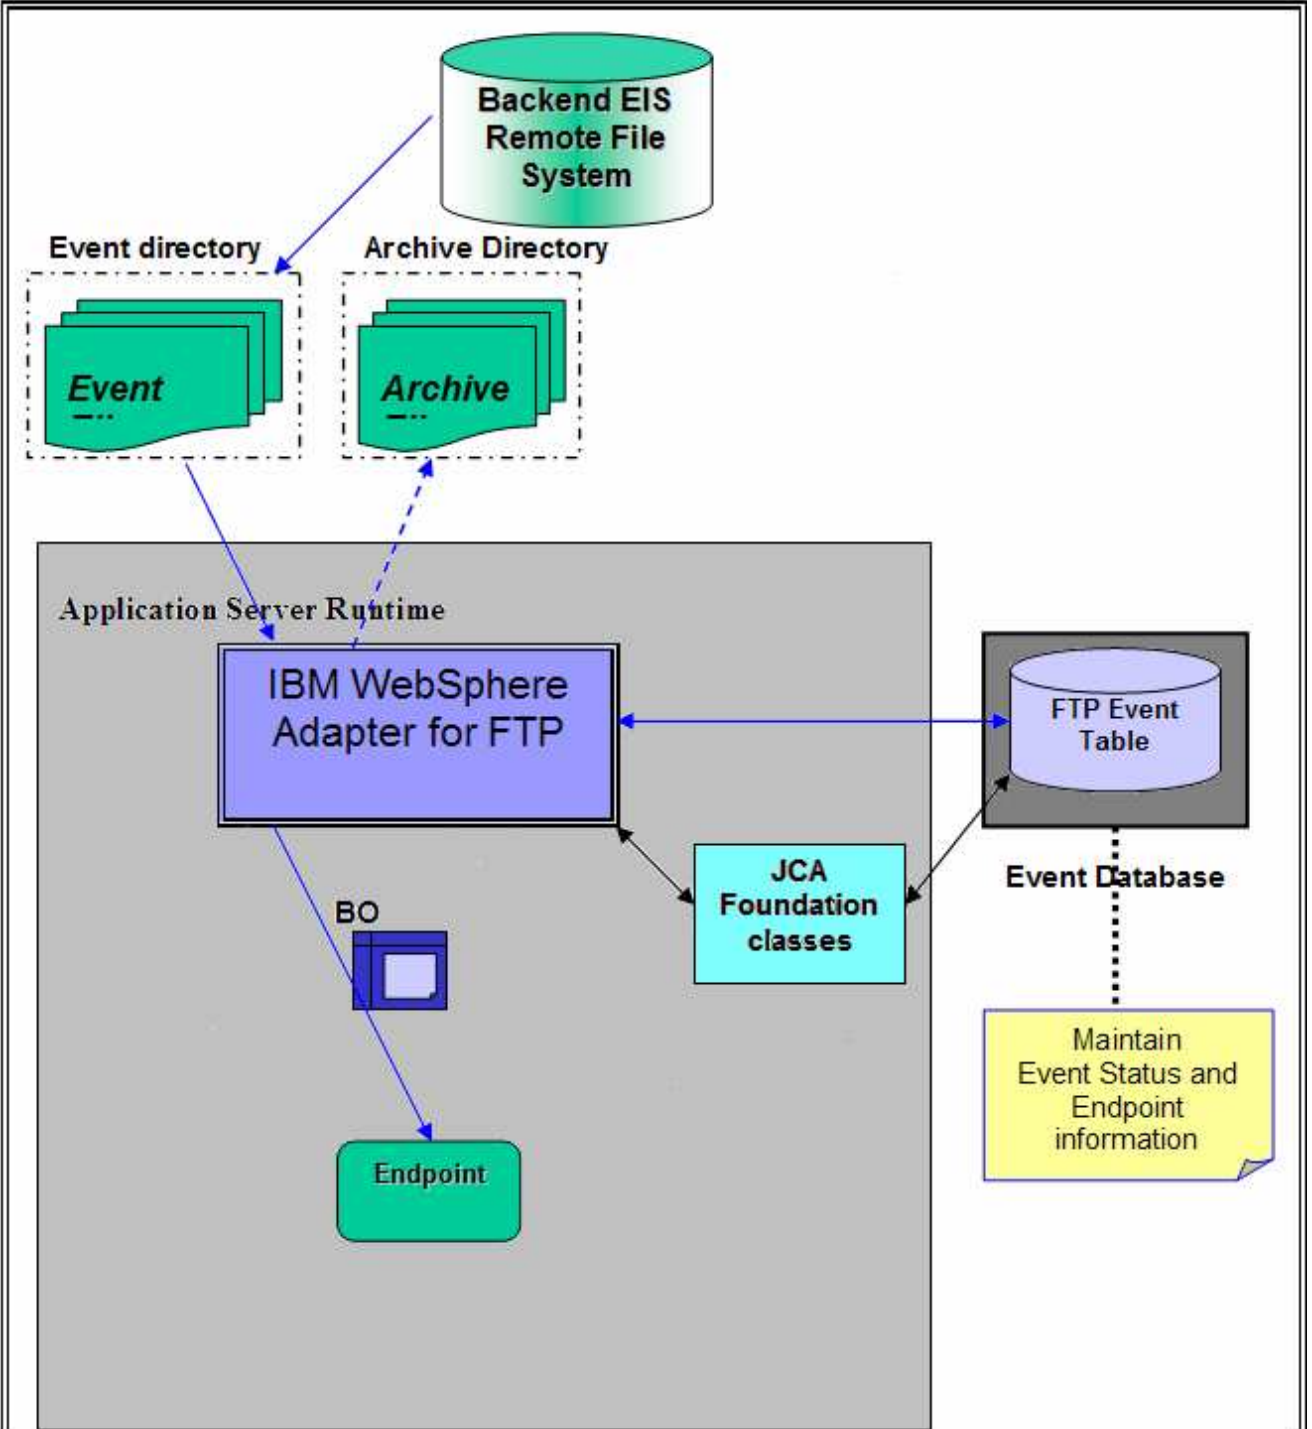 Backend EIS
Remote File
System
Event directory
Archive Directory
Event
Archive
Application Server Runtime
IBM WebSphere
Adapter for FTP
FTP Event
Table
JCA
Foundation
classes
Event Database
BO
Maintain
Event Status and
Endpoint
information
Endpoint